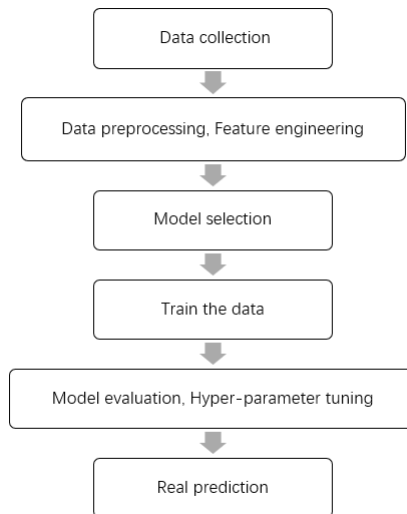 Data collection
Data preprocessing, Feature engineering
Model selection
Train the data
Model evaluation, Hyper-parameter tuning
Real prediction